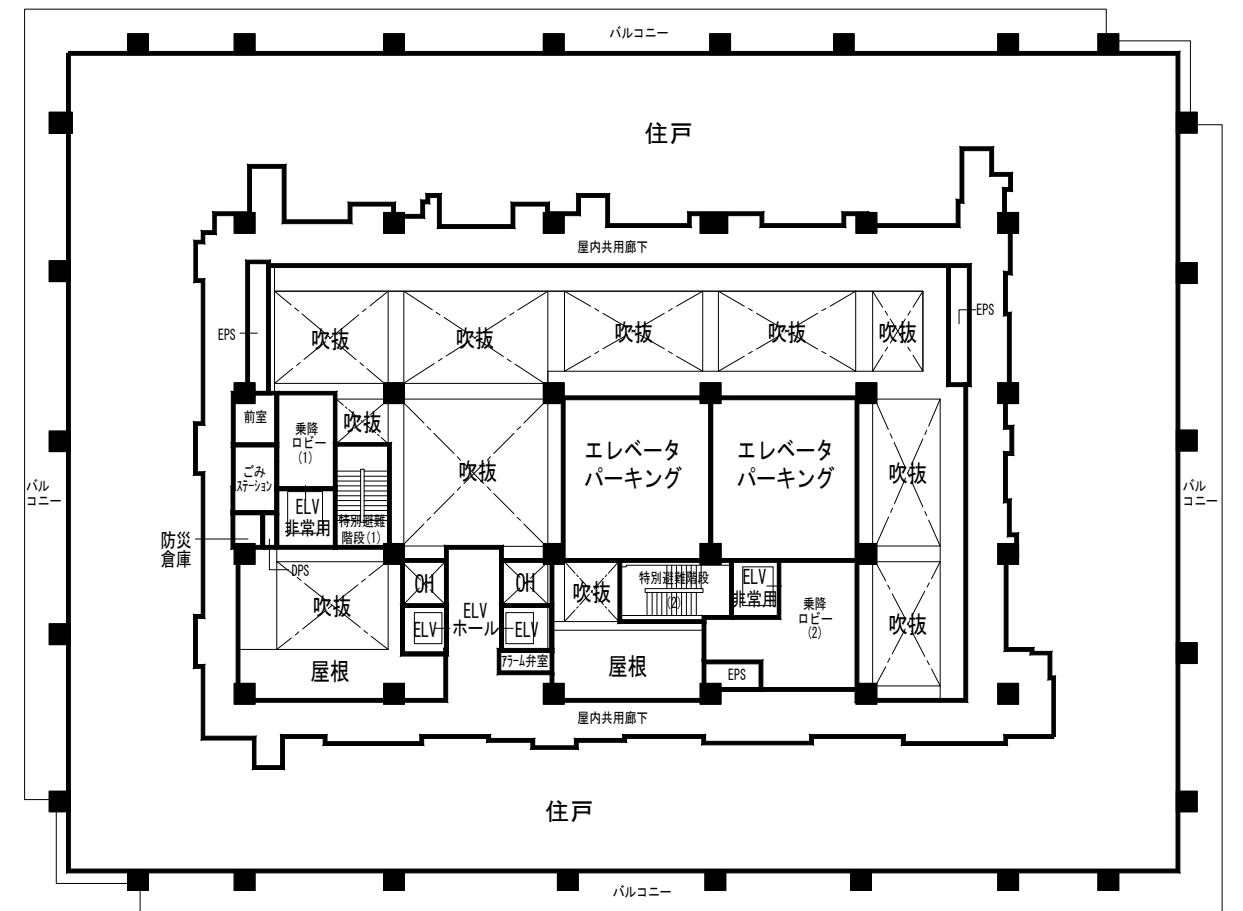 バルコニー
住戸
屋内共用廊下
EPS
吹抜
吹抜
吹抜
吹抜
吹抜
EPS
前室
乗降
ロビー
(1)
吹抜
吹抜
エレベータ
パーキング
エレベータ
パーキング
吹抜
ごみ
ステーション
ELV
非常用
特別避難
階段(1)
バル
コニー
バル
コニー
防災
倉庫
DPS
吹抜
OH
ELV
ホール
OH
吹抜
特別避難階段
(2)
ELV
非常用
乗降
ロビー
(2)
吹抜
ELV
ELV
アラーム弁室
屋根
屋根
EPS
屋内共用廊下
住戸
バルコニー